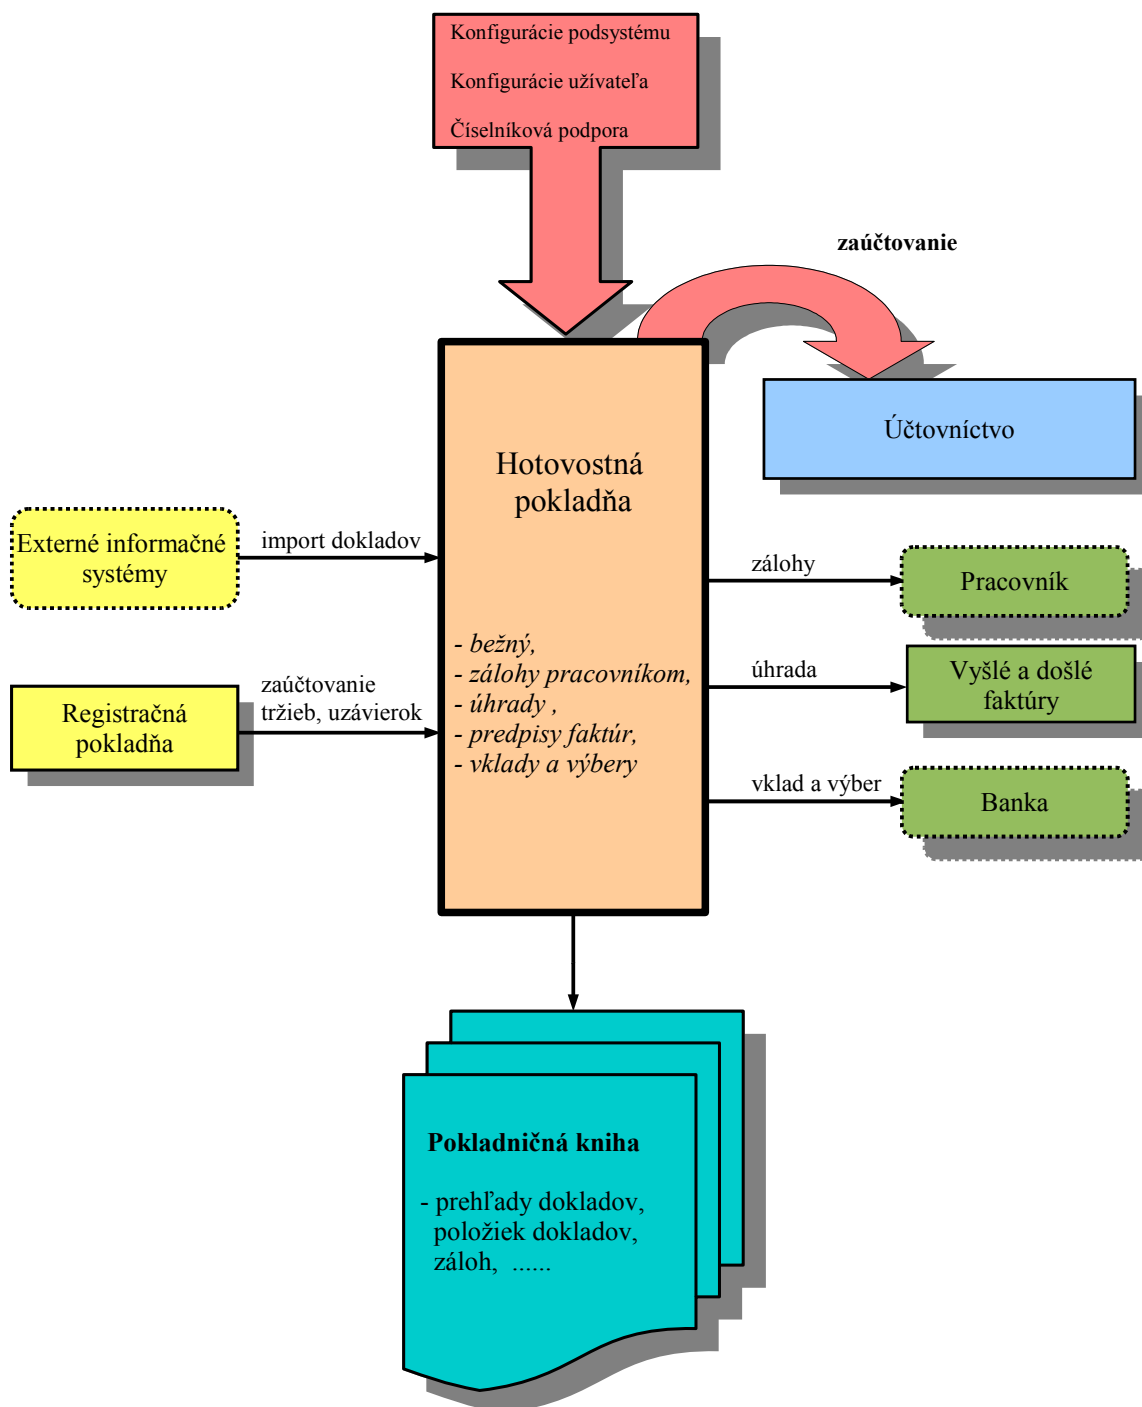 Konfigurácie podsystému
Konfigurácie užívateľa
Číselníková podpora
zaúčtovanie
Účtovníctvo
Hotovostná
pokladňa
Externé informačné
systémy
import dokladov
zálohy
Pracovník
- bežný,
- zálohy pracovníkom,
- úhrady ,
- predpisy faktúr,
- vklady a výbery
úhrada
Vyšlé a došlé
faktúry
Registračná
pokladňa
zaúčtovanie
tržieb, uzávierok
vklad a výber
Banka
Pokladničná kniha
- prehľady dokladov,
položiek dokladov,
záloh, ......